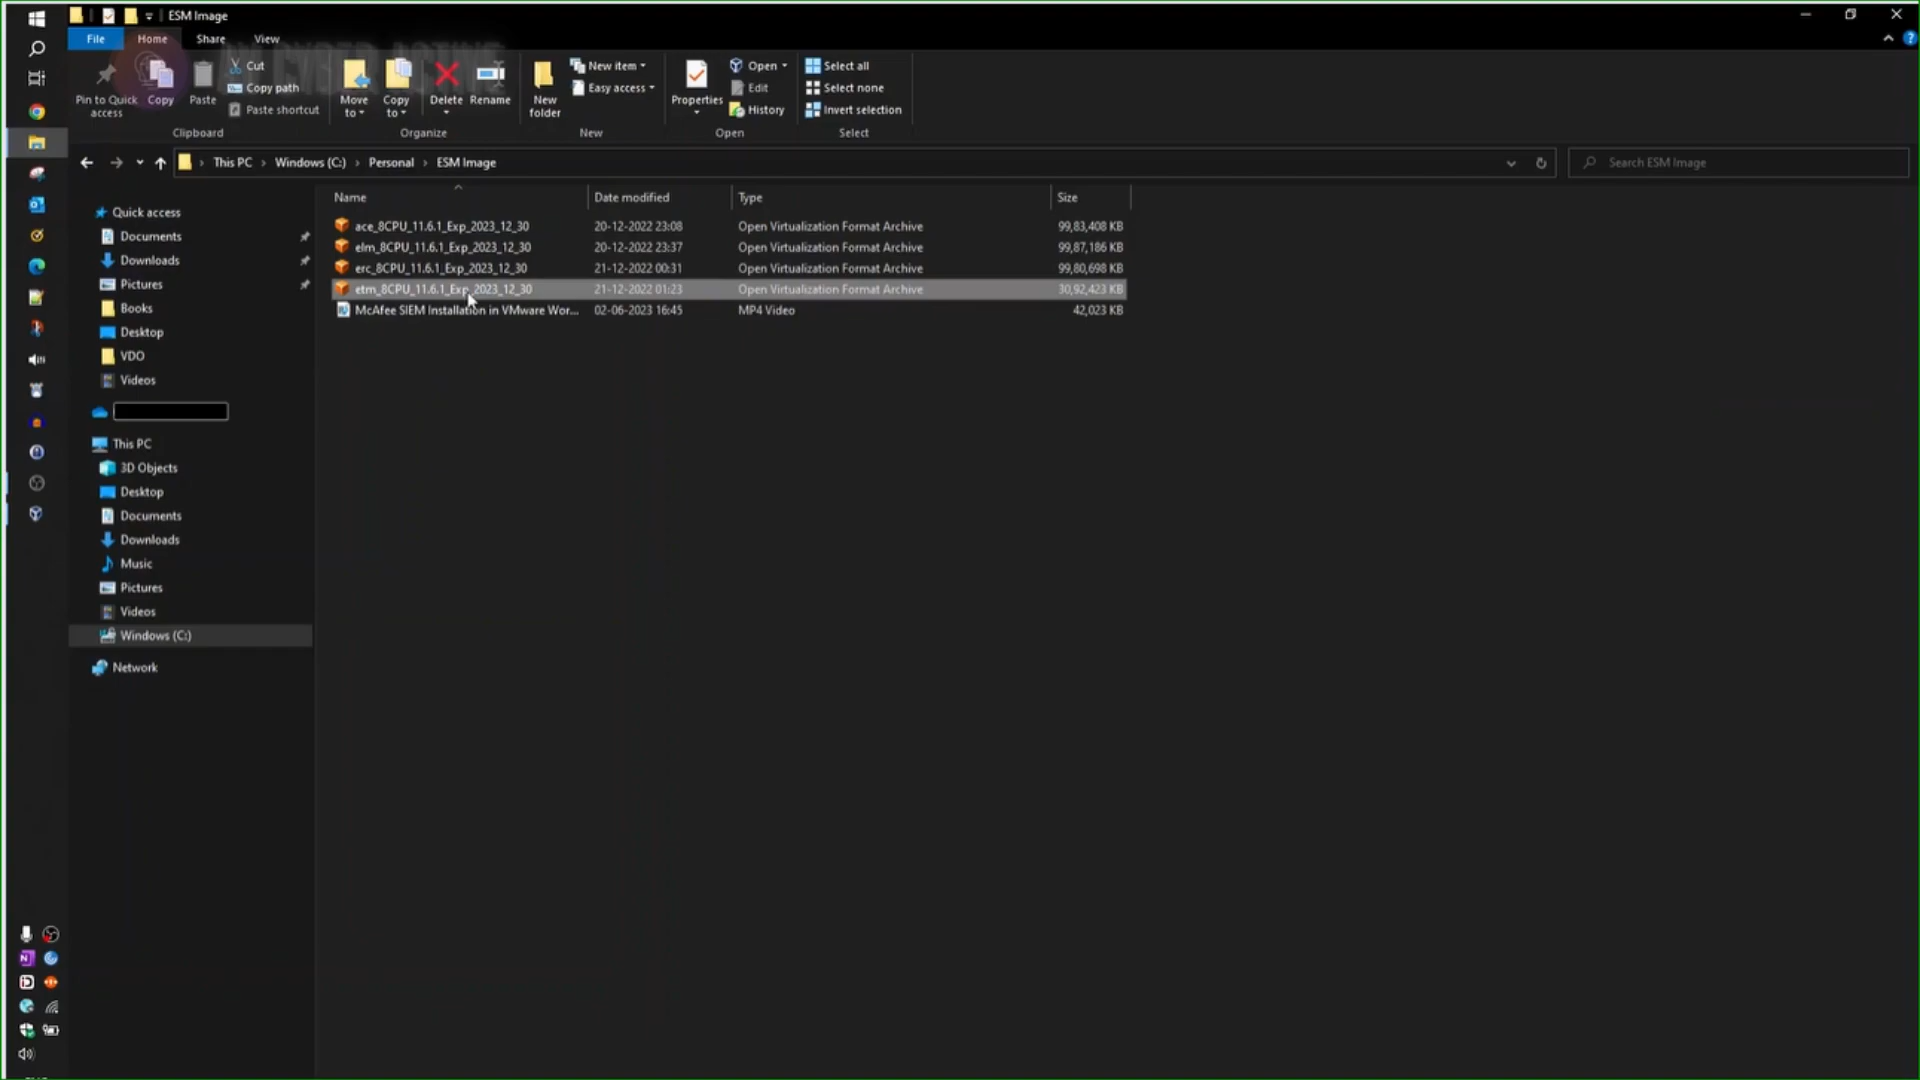 ESM Image
File Home Share View
Pin to Quick access
Copy
Paste
Cut
Copy path
Paste shortcut
Clipboard
Move to
Copy to
Delete
Rename
Organize
New folder
New item
Easy access
New
Properties
Open
Edit
History
Open
Select all
Select none
Invert selection
Select
This PC > Windows (C:) > Personal > ESM Image
Search ESM Image
Name Date modified Type Size
ace_8CPU_11.6.1_Exp_2023_12_30 20-12-2022 23:08 Open Virtualization Format Archive 99,83,408 KB
elm_8CPU_11.6.1_Exp_2023_12_30 20-12-2022 23:37 Open Virtualization Format Archive 99,87,186 KB
erc_8CPU_11.6.1_Exp_2023_12_30 21-12-2022 00:31 Open Virtualization Format Archive 99,80,698 KB
etm_8CPU_11.6.1_Exp_2023_12_30 21-12-2022 01:23 Open Virtualization Format Archive 30,92,423 KB
McAfee SIEM Installation in VMware Wor... 02-06-2023 16:45 MP4 Video 42,023 KB
Quick access
Documents
Downloads
Pictures
Books
Desktop
VDO
Videos
This PC
3D Objects
Desktop
Documents
Downloads
Music
Pictures
Videos
Windows (C:)
Network